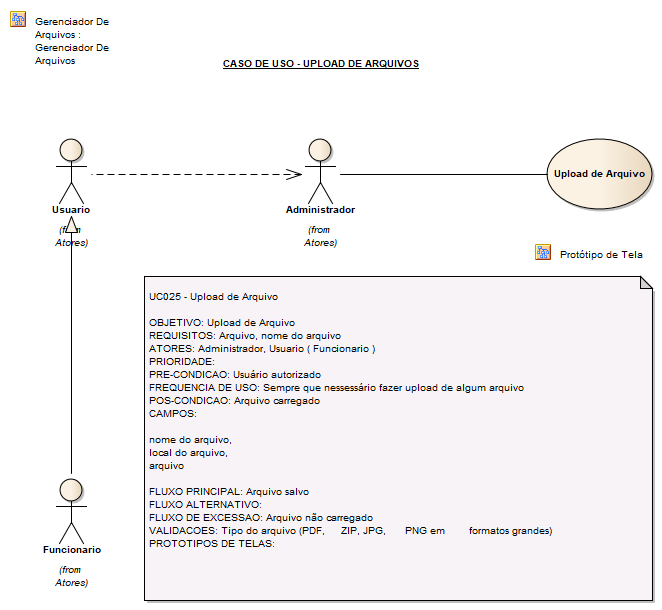 Gerenciador De
Arquivos :
Gerenciador De
Arquivos
CASO DE USO - UPLOAD DE ARQUIVOS
Usuario
(from
Atores)
Administrador
(from
Atores)
Upload de Arquivo
Protótipo de Tela
UC025 - Upload de Arquivo
OBJETIVO: Upload de Arquivo
REQUISITOS: Arquivo, nome do arquivo
ATORES: Administrador, Usuario ( Funcionario )
PRIORIDADE:
PRE-CONDICAO: Usuário autorizado
FREQUENCIA DE USO: Sempre que nessessário fazer upload de algum arquivo
POS-CONDICAO: Arquivo carregado
CAMPOS:
nome do arquivo,
local do arquivo,
arquivo
FLUXO PRINCIPAL: Arquivo salvo
FLUXO ALTERNATIVO:
FLUXO DE EXCESSAO: Arquivo não carregado
VALIDACOES: Tipo do arquivo (PDF, ZIP, JPG, PNG em formatos grandes)
PROTOTIPOS DE TELAS:
Funcionario
(from
Atores)